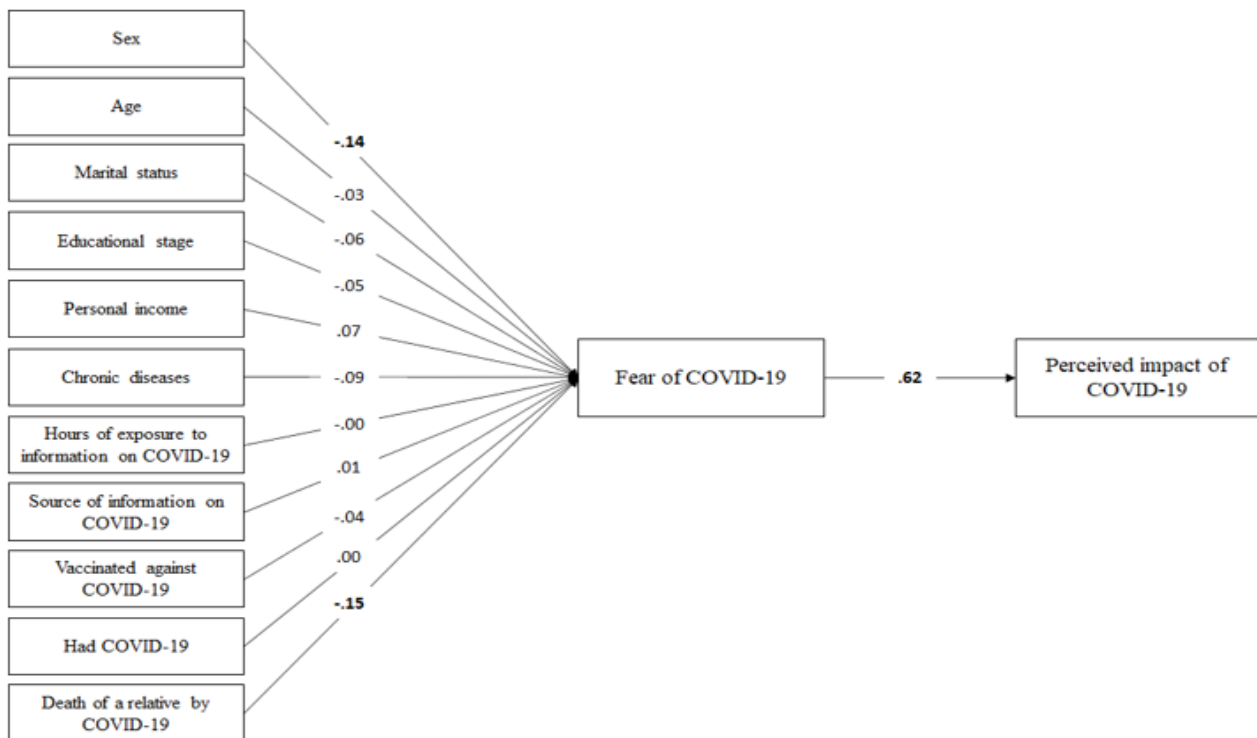 Sex
Age
Marital status
Educational stage
Personal income
Chronic diseases
Hours of exposure to
information on COVID-19
Source of information on
COVID-19
Vaccinated against
COVID-19
Had COVID-19
Death of a relative by
COVID-19
-.14
-.03
-.06
-.05
.07
-.09
-.00
.01
-.04
.00
-.15
Fear of COVID-19
.62
Perceived impact of
COVID-19